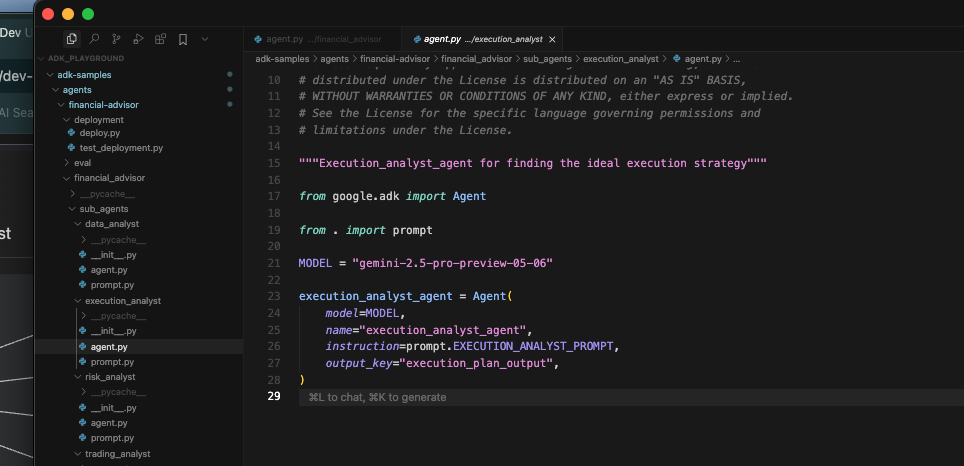 Dev
/dev-
AI Sea
st
ADK_PLAYGROUND
adk-samples
agents
financial-advisor
deployment
deploy.py
test_deployment.py
eval
financial_advisor
__pycache__
sub_agents
data_analyst
__pycache__
__init__.py
agent.py
prompt.py
execution_analyst
__pycache__
__init__.py
agent.py
prompt.py
risk_analyst
__pycache__
__init__.py
agent.py
prompt.py
trading_analyst
agent.py .../financial_advisor
agent.py .../execution_analyst
adk-samples > agents > financial-advisor > financial_advisor > sub_agents > execution_analyst > agent.py > ...
10 # distributed under the License is distributed on an "AS IS" BASIS,
11 # WITHOUT WARRANTIES OR CONDITIONS OF ANY KIND, either express or implied.
12 # See the License for the specific language governing permissions and
13 # limitations under the License.
14
15 """Execution_analyst_agent for finding the ideal execution strategy"""
16
17 from google.adk import Agent
18
19 from . import prompt
20
21 MODEL = "gemini-2.5-pro-preview-05-06"
22
23 execution_analyst_agent = Agent(
24 model=MODEL,
25 name="execution_analyst_agent",
26 instruction=prompt.EXECUTION_ANALYST_PROMPT,
27 output_key="execution_plan_output",
28 )
29 ⌘L to chat, ⌘K to generate